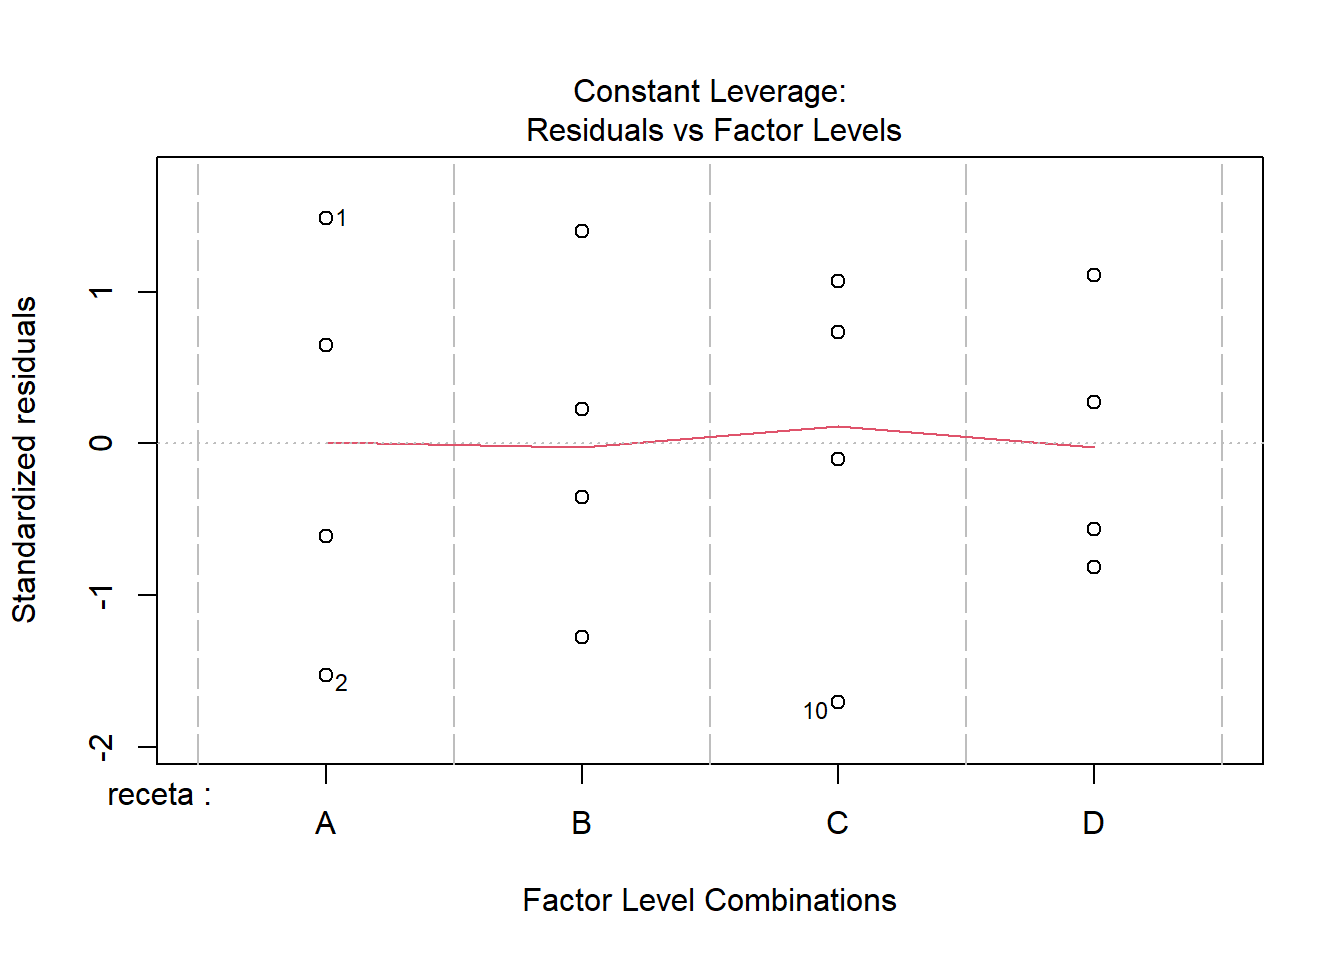 Constant Leverage:
Residuals vs Factor Levels
Standardized residuals
1
0
-1
-2
1
2
10
receta :
A B C D
Factor Level Combinations